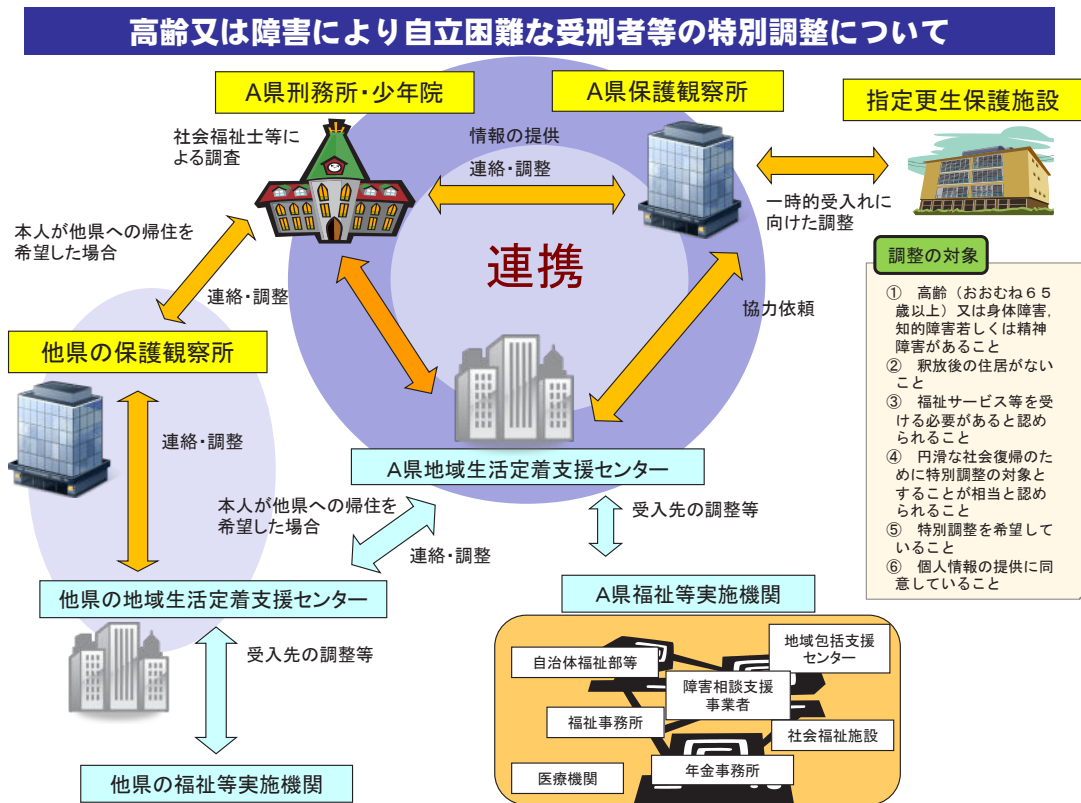 高齢又は障害により自立困難な受刑者等の特別調整について
A県刑務所・少年院
A県保護観察所
指定更生保護施設
社会福祉士等に
よる調査
情報の提供
連絡・調整
一時的受入れに
向けた調整
本人が他県への帰住を
希望した場合
連絡・調整
連携
協力依頼
他県の保護観察所
連絡・調整
A県地域生活定着支援センター
本人が他県への帰住を
希望した場合
連絡・調整
受入先の調整等
他県の地域生活定着支援センター
受入先の調整等
他県の福祉等実施機関
A県福祉等実施機関
自治体福祉部等
地域包括支援
センター
障害相談支援
事業者
福祉事務所
社会福祉施設
年金事務所
医療機関
調整の対象
① 高齢（おおむね６５
歳以上）又は身体障害,
知的障害若しくは精神
障害があること
② 釈放後の住居がない
こと
③ 福祉サービス等を受
ける必要があると認め
られること
④ 円滑な社会復帰のた
めに特別調整の対象と
することが相当と認め
られること
⑤ 特別調整を希望して
いること
⑥ 個人情報の提供に同
意していること